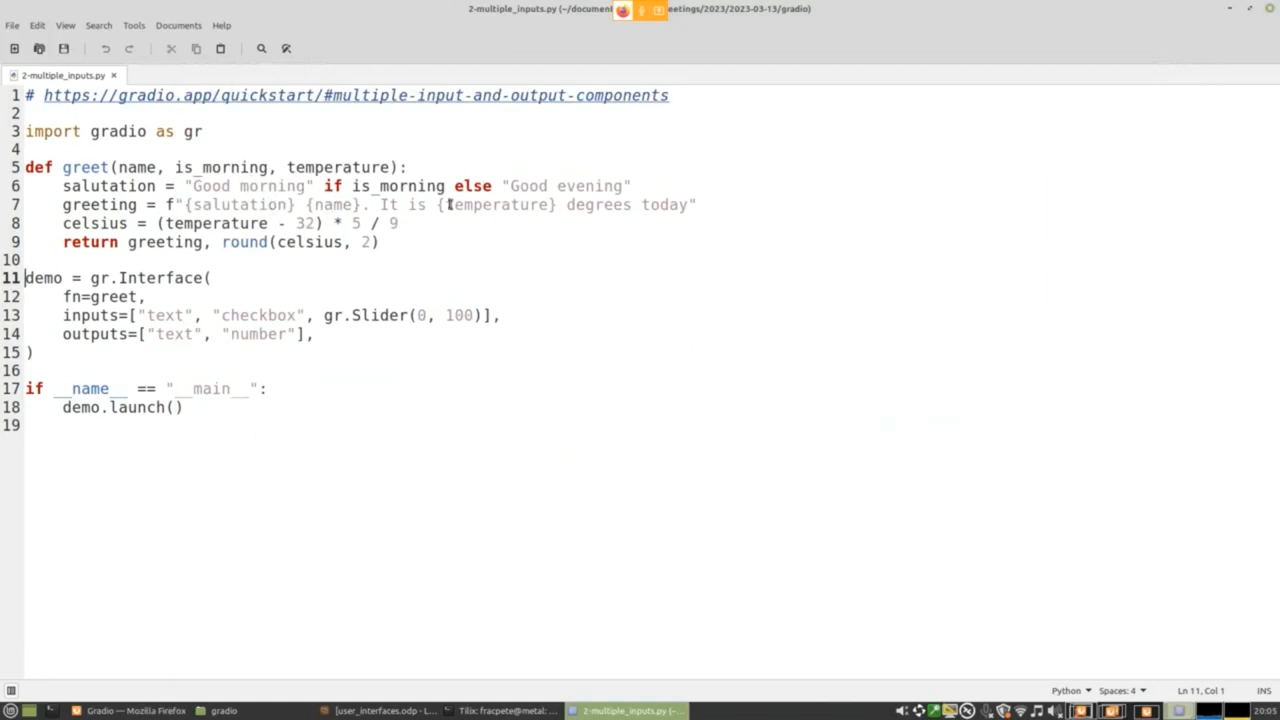 2-multiple_inputs.py (~/document eetings/2023/2023-03-13/gradio)
File Edit View Search Tools Documents Help
2-multiple_inputs.py ×
1 # https://gradio.app/quickstart/#multiple-input-and-output-components
2
3 import gradio as gr
4
5 def greet(name, is_morning, temperature):
6     salutation = "Good morning" if is_morning else "Good evening"
7     greeting = f"{salutation} {name}. It is {temperature} degrees today"
8     celsius = (temperature - 32) * 5 / 9
9     return greeting, round(celsius, 2)
10
11 demo = gr.Interface(
12     fn=greet,
13     inputs=["text", "checkbox", gr.Slider(0, 100)],
14     outputs=["text", "number"],
15 )
16
17 if __name__ == "__main__":
18     demo.launch()
19
Python Spaces: 4 Ln 11, Col 1 INS
Gradio — Mozilla Firefox gradio [user_interfaces.odp - L... Tilix: fracpete@metal: ... 2-multiple_inputs.py (~/... 20:05